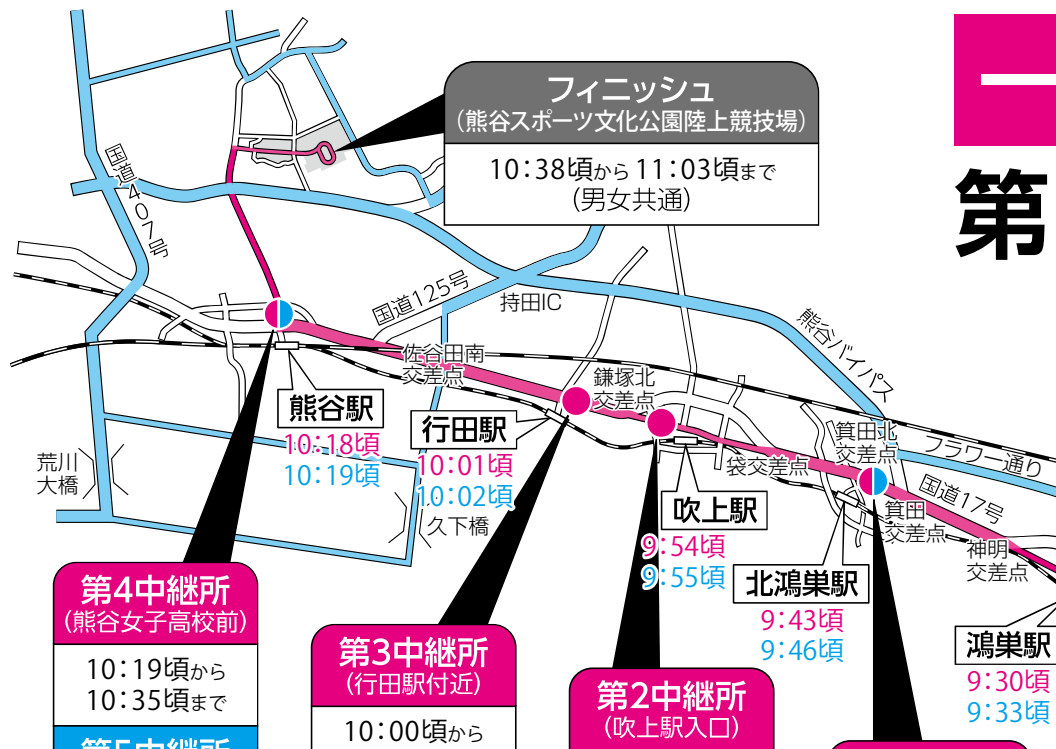 フィニッシュ
(熊谷スポーツ文化公園陸上競技場)
10:38頃から 11:03頃まで
(男女共通)
第
国道407号
国道125号
持田IC
熊谷バイパス
佐谷田南
交差点
鎌塚北
交差点
熊谷駅
10:18頃
10:19頃
行田駅
10:01頃
10:02頃
荒川
大橋
久下橋
吹上駅
9:54頃
9:55頃
袋交差点
箕田北
交差点
フラワー通り
国道17号
箕田
交差点
神明
交差点
北鴻巣駅
9:43頃
9:46頃
鴻巣駅
9:30頃
9:33頃
第4中継所
(熊谷女子高校前)
10:19頃から
10:35頃まで
第5中継所
第3中継所
(行田駅付近)
10:00頃から
第2中継所
(吹上駅入口)